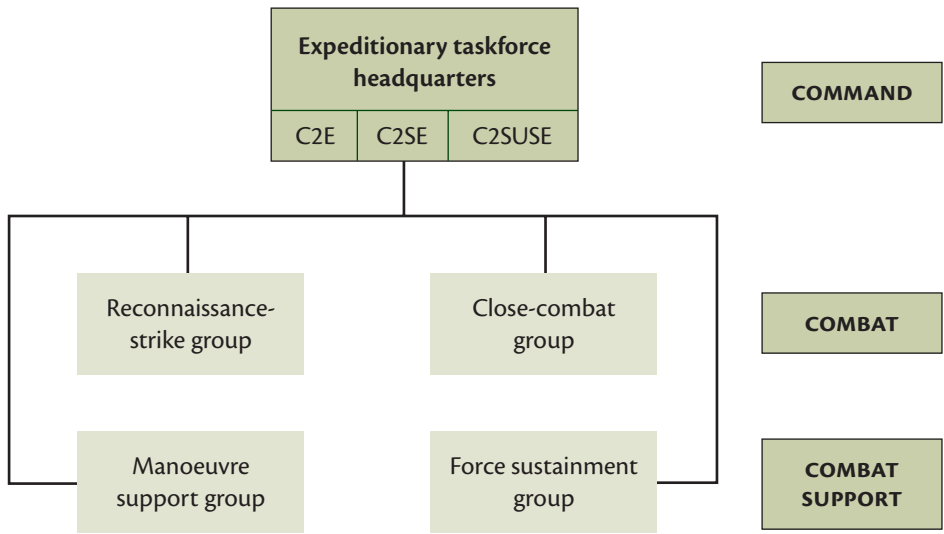 Expeditionary taskforce
headquarters
C2E C2SE C2SUSE
COMMAND
Reconnaissance-
strike group
Close-combat
group
COMBAT
Manoeuvre
support group
Force sustainment
group
COMBAT
SUPPORT